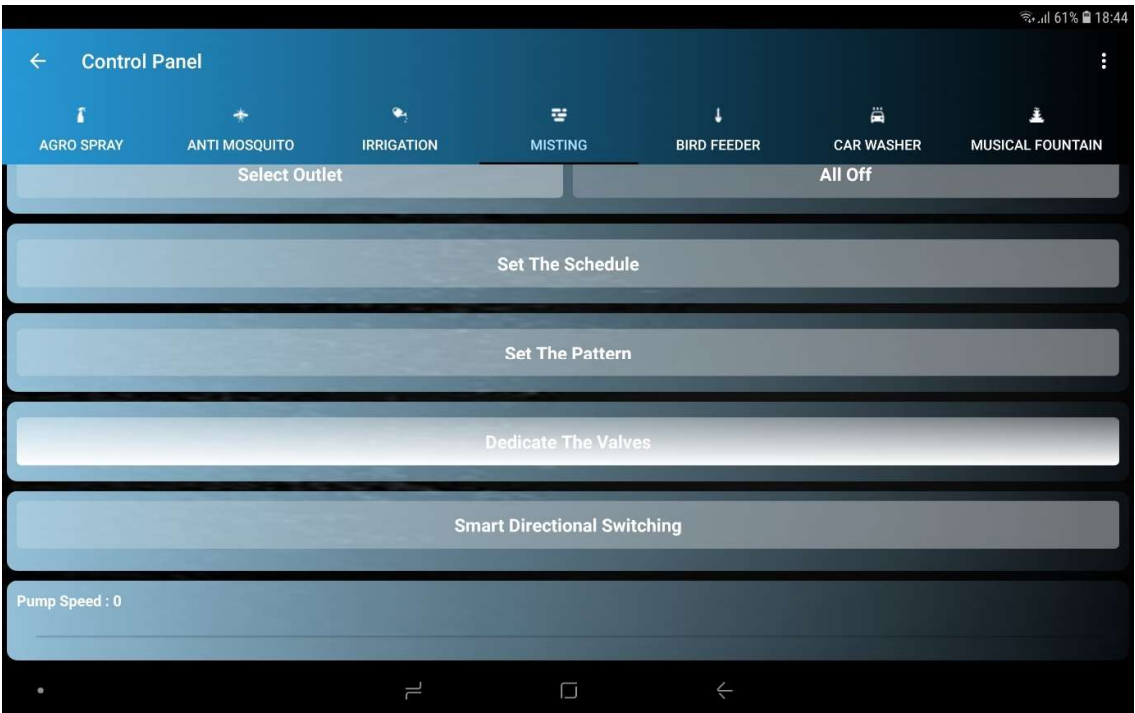 61% 18:44
Control Panel
AGRO SPRAY ANTI MOSQUITO IRRIGATION MISTING BIRD FEEDER CAR WASHER MUSICAL FOUNTAIN
Select Outlet All Off
Set The Schedule
Set The Pattern
Dedicate The Valves
Smart Directional Switching
Pump Speed : 0